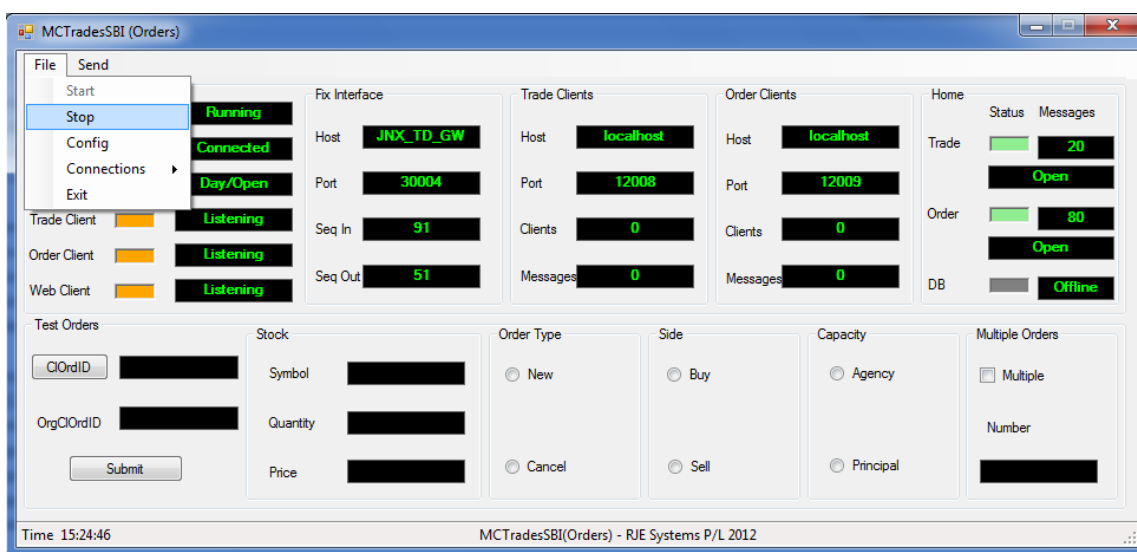 MCTradesSBI (Orders)
File Send
Start
Stop
Config
Connections
Exit
Running
Connected
Day/Open
Trade Client Listening
Order Client Listening
Web Client Listening
Fix Interface
Host JNX_TD_GW
Port 30004
Seq In 91
Seq Out 51
Trade Clients
Host localhost
Port 12008
Clients 0
Messages 0
Order Clients
Host localhost
Port 12009
Clients 0
Messages 0
Home
Status Messages
Trade 20
Open
Order 80
Open
DB Offline
Test Orders
ClOrdID
OrgClOrdID
Submit
Stock
Symbol
Quantity
Price
Order Type
New
Cancel
Side
Buy
Sell
Capacity
Agency
Principal
Multiple Orders
Multiple
Number
Time 15:24:46 MCTradesSBI(Orders) - RJE Systems P/L 2012